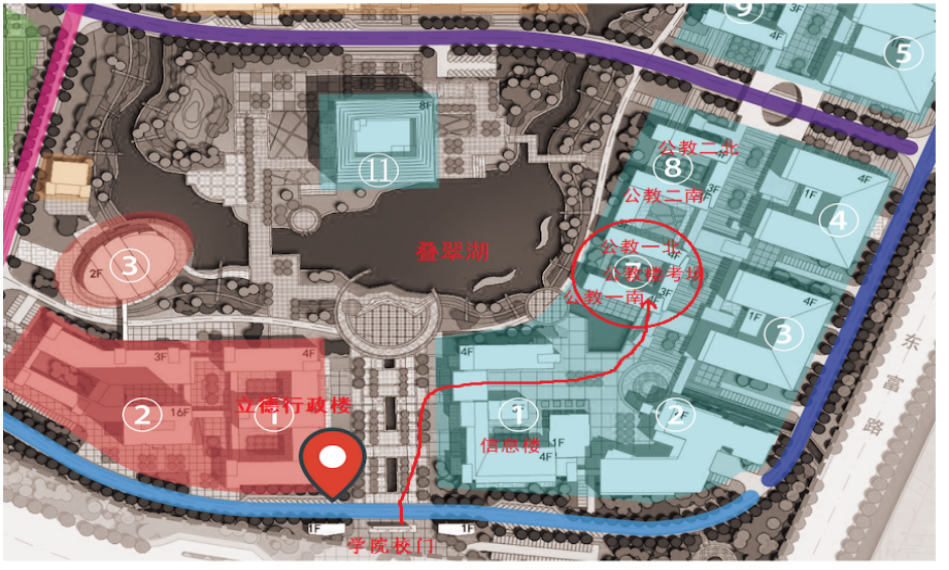 ⑨
3F
4F
⑤
8F
⑪
公教二北
⑧
3F
公教二南
1F
4F
④
叠翠湖
公教一北
⑦
公教楼考场
公教一南
3F
③
2F
4F
1F
③
东富路
3F
4F
4F
②
16F
①
立德行政楼
①
信息楼
1F
4F
②
4F
1F
1F
1F
学院校门